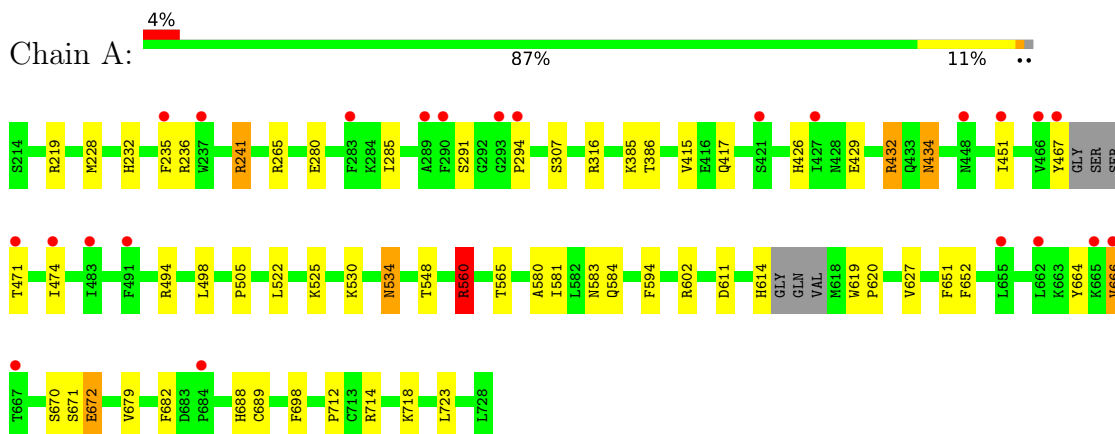 4%
Chain A:
87% 11% ••
S214 R219 M228 H232 F235 R236 W237 R241 R265 E280 F283 K284 I285 A289 F290 S291 G292 G293 P294 S307 R316 K385 T386 V415 E416 Q417 S421 H426 I427 N428 E429 R432 Q433 N434 N448 I451 V466 Y467 GLY SER SER
T471 I474 I483 F491 R494 L498 P505 L522 K525 K530 N534 T548 R560 T565 A580 I581 L582 N583 Q584 F594 R602 D611 H614 GLY GLN VAL M618 W619 P620 V627 F651 F652 L655 L662 K663 Y664 K665 V666
T667 S670 S671 E672 V679 F682 D683 P684 H688 C689 F698 P712 C713 R714 K718 L723 L728